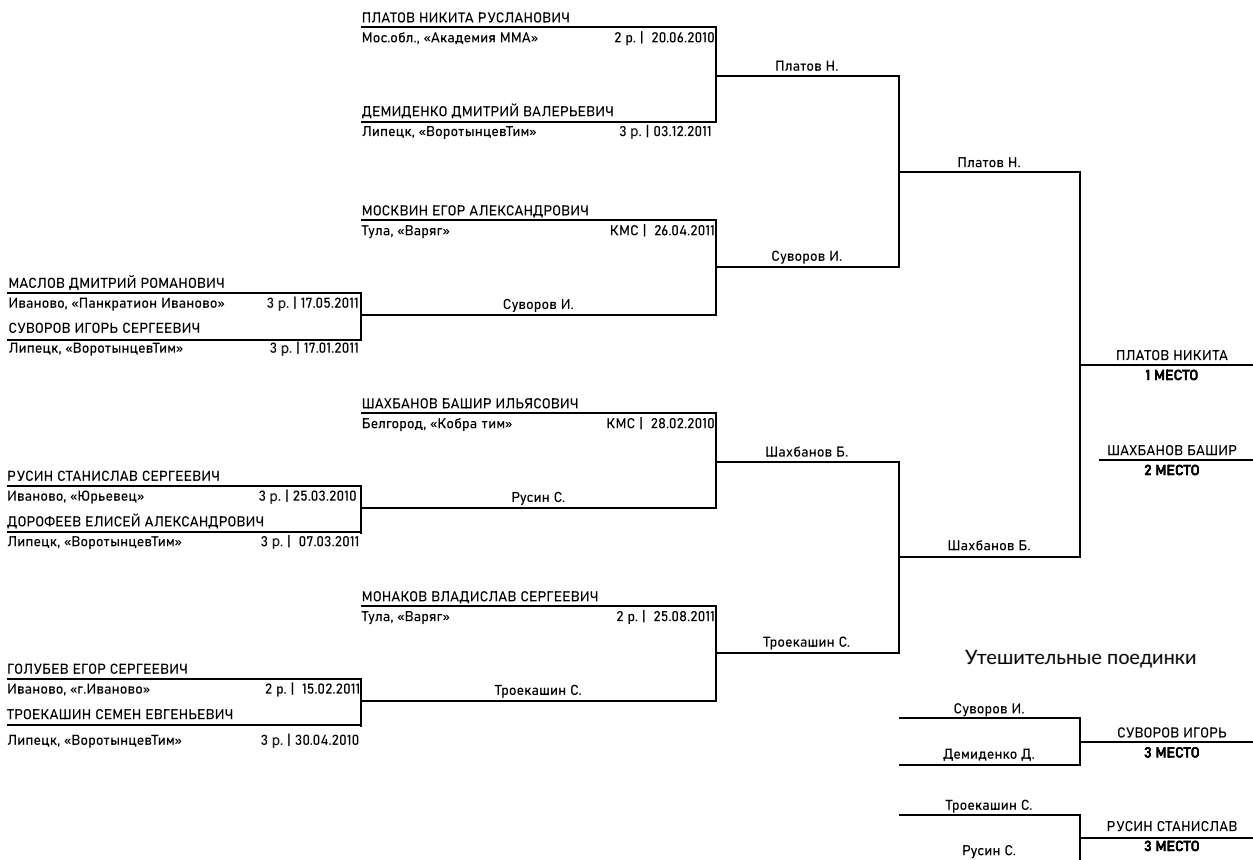 ПЛАТОВ НИКИТА РУСЛАНОВИЧ
Мос.обл., «Академия ММА» 2 р. | 20.06.2010
Платов Н.
ДЕМИДЕНКО ДМИТРИЙ ВАЛЕРЬЕВИЧ
Липецк, «ВоротынцевТим» 3 р. | 03.12.2011
Платов Н.
МОСКВИН ЕГОР АЛЕКСАНДРОВИЧ
Тула, «Варяг» КМС | 26.04.2011
Суворов И.
МАСЛОВ ДМИТРИЙ РОМАНОВИЧ
Иваново, «Панкратион Иваново» 3 р. | 17.05.2011
Суворов И.
СУВОРОВ ИГОРЬ СЕРГЕЕВИЧ
Липецк, «ВоротынцевТим» 3 р. | 17.01.2011
ПЛАТОВ НИКИТА
1 МЕСТО
ШАХБАНОВ БАШИР ИЛЬЯСОВИЧ
Белгород, «Кобра тим» КМС | 28.02.2010
Шахбанов Б.
ШАХБАНОВ БАШИР
2 МЕСТО
РУСИН СТАНИСЛАВ СЕРГЕЕВИЧ
Иваново, «Юрьевец» 3 р. | 25.03.2010
Русин С.
ДОРОФЕЕВ ЕЛИСЕЙ АЛЕКСАНДРОВИЧ
Липецк, «ВоротынцевТим» 3 р. | 07.03.2011
Шахбанов Б.
МОНАКОВ ВЛАДИСЛАВ СЕРГЕЕВИЧ
Тула, «Варяг» 2 р. | 25.08.2011
Троекашин С.
Утешительные поединки
ГОЛУБЕВ ЕГОР СЕРГЕЕВИЧ
Иваново, «г.Иваново» 2 р. | 15.02.2011
Троекашин С.
ТРОЕКАШИН СЕМЕН ЕВГЕНЬЕВИЧ
Липецк, «ВоротынцевТим» 3 р. | 30.04.2010
Суворов И.
СУВОРОВ ИГОРЬ
3 МЕСТО
Демиденко Д.
Троекашин С.
РУСИН СТАНИСЛАВ
3 МЕСТО
Русин С.